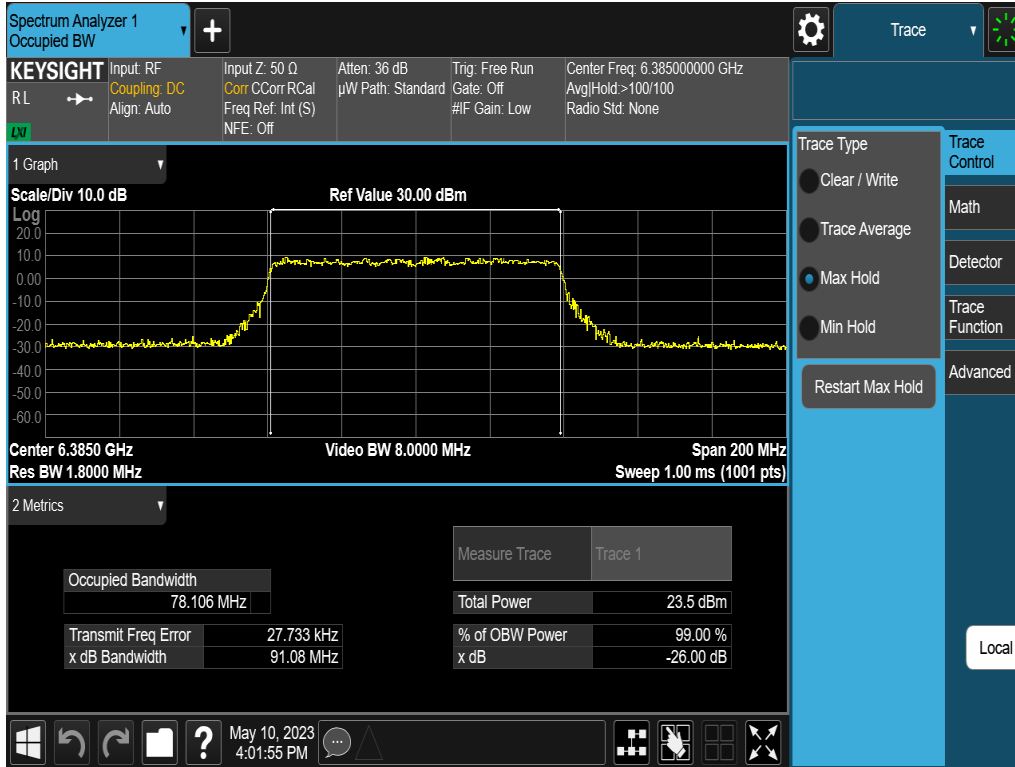 Spectrum Analyzer 1
Occupied BW
+
Trace
KEYSIGHT
R L
LXI
Input: RF
Coupling: DC
Align: Auto
Input Z: 50 Ω
Corr CCorr RCal
Freq Ref: Int (S)
NFE: Off
Atten: 36 dB
µW Path: Standard
Trig: Free Run
Gate: Off
#IF Gain: Low
Center Freq: 6.385000000 GHz
Avg|Hold:>100/100
Radio Std: None
1 Graph
Scale/Div 10.0 dB
Ref Value 30.00 dBm
Log
20.0
10.0
0.00
-10.0
-20.0
-30.0
-40.0
-50.0
-60.0
Center 6.3850 GHz
Video BW 8.0000 MHz
Span 200 MHz
Res BW 1.8000 MHz
Sweep 1.00 ms (1001 pts)
2 Metrics
Measure Trace
Trace 1
Occupied Bandwidth
78.106 MHz
Total Power
23.5 dBm
Transmit Freq Error
27.733 kHz
% of OBW Power
99.00 %
x dB Bandwidth
91.08 MHz
x dB
-26.00 dB
Trace Type
Clear / Write
Trace Average
Max Hold
Min Hold
Restart Max Hold
Trace
Control
Math
Detector
Trace
Function
Advanced
Local
?
May 10, 2023
4:01:55 PM